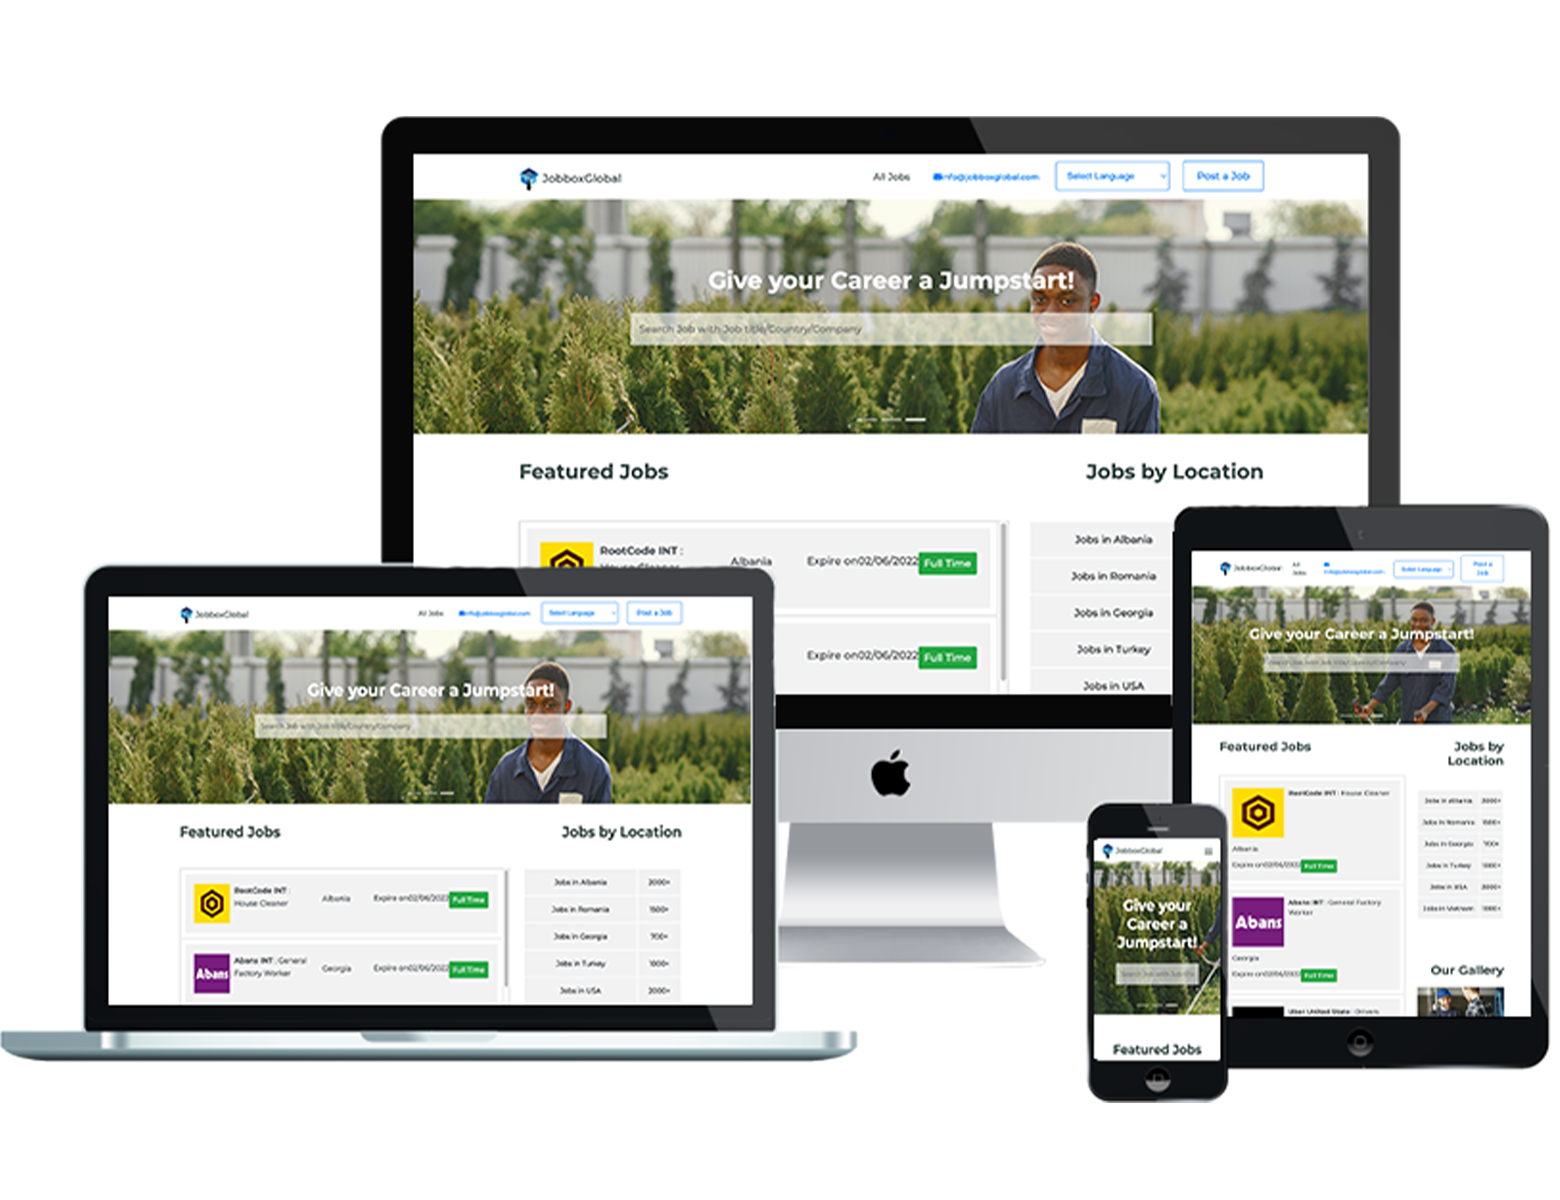 JobboxGlobal
All Jobs
info@jobboxglobal.com
Select Language
Post a Job
Give your Career a Jumpstart!
Search Job with Job title/Country/Company
Featured Jobs
Jobs by Location
RootCode INT :
House Cleaner
Albania
Expire on02/06/2022
Full Time
Expire on02/06/2022
Full Time
Jobs in Albania
Jobs in Romania
Jobs in Georgia
Jobs in Turkey
Jobs in USA
JobboxGlobal
All Jobs
info@jobboxglobal.com
Select Language
Post a Job
Give your Career a Jumpstart!
Search Job with Job title/Country/Company
Featured Jobs
Jobs by Location
RootCode INT :
House Cleaner
Albania
Expire on02/06/2022
Full Time
Abans
Abans INT : General
Factory Worker
Georgia
Expire on02/06/2022
Full Time
Jobs in Albania 2000+
Jobs in Romania 1500+
Jobs in Georgia 700+
Jobs in Turkey 1000+
Jobs in USA 2000+
JobboxGlobal
All
Jobs
info@jobboxglobal.com
Select Language
Post a
Job
Give your Career a Jumpstart!
Search Job with Job title/Country/Company
Featured Jobs
Jobs by
Location
RootCode INT : House Cleaner
Albania
Expire on02/06/2022
Full Time
Abans
Abans INT : General Factory
Worker
Georgia
Expire on02/06/2022
Full Time
Uber United State : Drivers
Jobs in Albania 2000+
Jobs in Romania 1500+
Jobs in Georgia 700+
Jobs in Turkey 1000+
Jobs in USA 2000+
Jobs in Vietnam 1000+
Our Gallery
JobboxGlobal
Give your
Career a
Jumpstart!
Search Job with Job
Featured Jobs